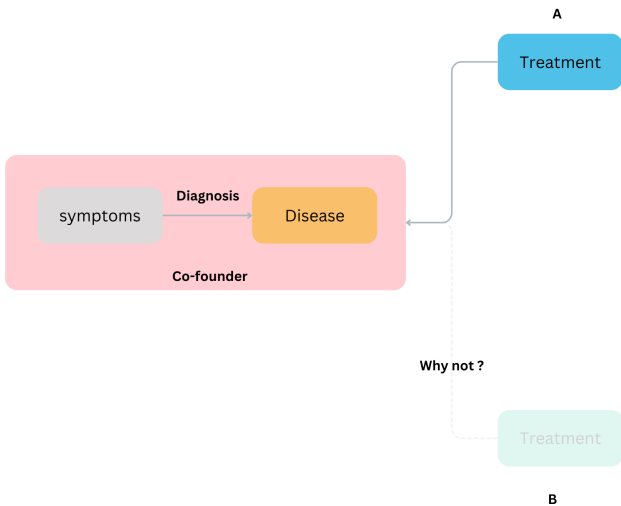 A
Treatment
Diagnosis
symptoms
Disease
Co-founder
Why not ?
Treatment
B